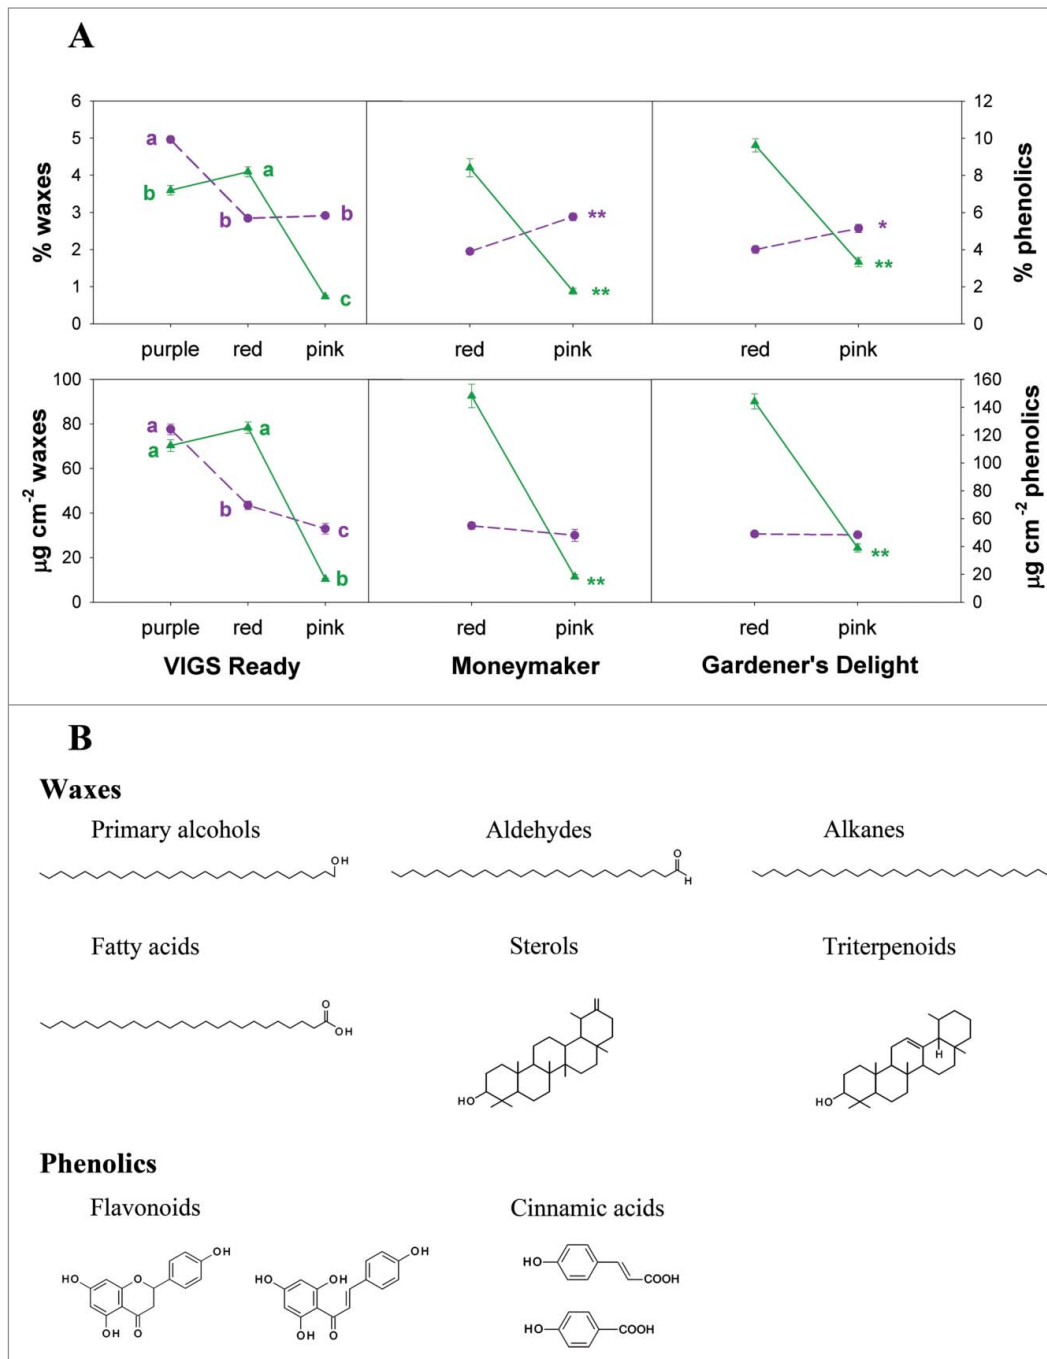 A
6
5
4
3
2
1
0
% waxes
a
b
a
b
b
c
**
**
*
**
12
10
8
6
4
2
0
% phenolics
purple red pink
red pink
red pink
100
80
60
40
20
0
µg cm-2 waxes
a
a
a
b
c
b
**
**
160
140
120
100
80
60
40
20
0
µg cm-2 phenolics
purple red pink
red pink
red pink
VIGS Ready
Moneymaker
Gardener's Delight
B
Waxes
Primary alcohols
Aldehydes
Alkanes
OH
O
H
Fatty acids
Sterols
Triterpenoids
O
OH
HO
H
HO
Phenolics
Flavonoids
Cinnamic acids
OH
HO
O
OH
O
OH
HO
OH
OH
O
HO
COOH
HO
COOH